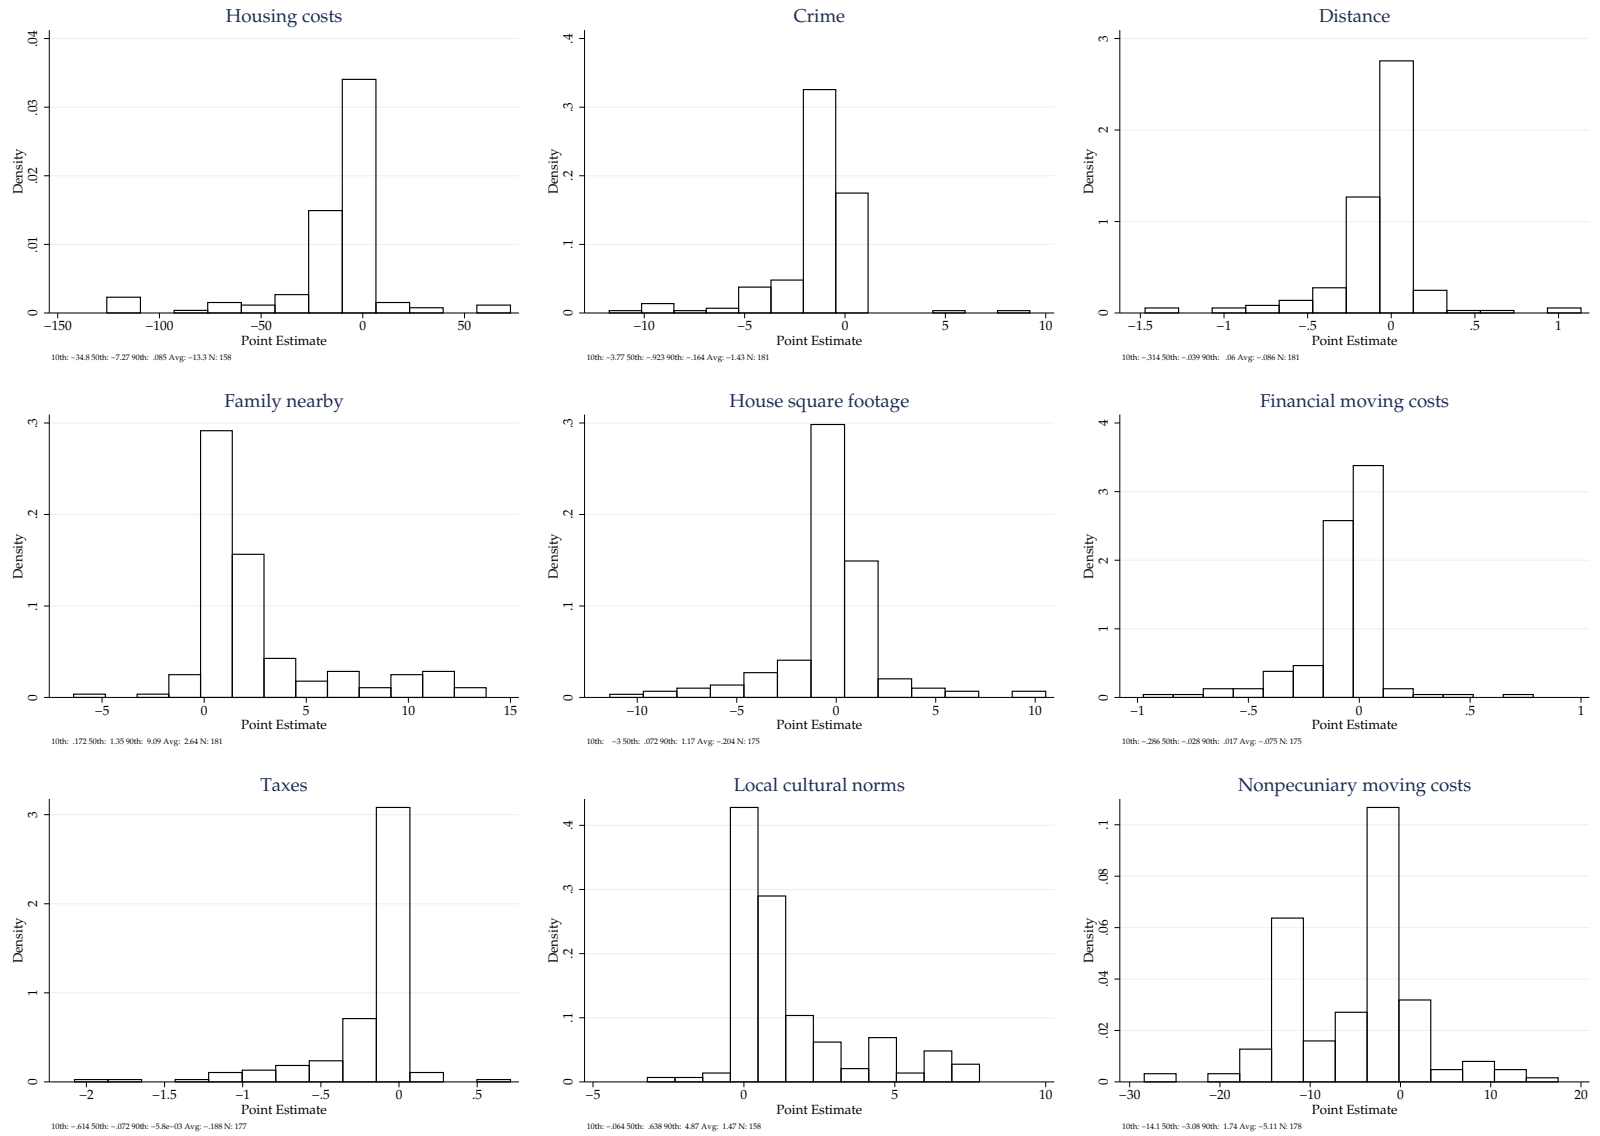 Housing costs
Density
0 .01 .02 .03 .04
−150 −100 −50 0 50
Point Estimate
10th: −34.8 50th: −7.27 90th: .085 Avg: −13.3 N: 158
Crime
Density
0 .1 .2 .3 .4
−10 −5 0 5 10
Point Estimate
10th: −3.77 50th: −.923 90th: −.164 Avg: −1.43 N: 181
Distance
Density
0 1 2 3
−1.5 −1 −.5 0 .5 1
Point Estimate
10th: −.314 50th: −.039 90th: .06 Avg: −.086 N: 181
Family nearby
Density
0 .1 .2 .3
−5 0 5 10 15
Point Estimate
10th: .172 50th: 1.35 90th: 9.09 Avg: 2.64 N: 181
House square footage
Density
0 .1 .2 .3
−10 −5 0 5 10
Point Estimate
10th: −3 50th: .072 90th: 1.17 Avg: −.204 N: 175
Financial moving costs
Density
0 1 2 3 4
−1 −.5 0 .5 1
Point Estimate
10th: −.286 50th: −.028 90th: .017 Avg: −.075 N: 175
Taxes
Density
0 1 2 3
−2 −1.5 −1 −.5 0 .5
Point Estimate
10th: −.614 50th: −.072 90th: −5.8e−03 Avg: −.188 N: 177
Local cultural norms
Density
0 .1 .2 .3 .4
−5 0 5 10
Point Estimate
10th: −.064 50th: .638 90th: 4.87 Avg: 1.47 N: 158
Nonpecuniary moving costs
Density
0 .02 .04 .06 .08 .1
−30 −20 −10 0 10 20
Point Estimate
10th: −14.1 50th: −3.08 90th: 1.74 Avg: −5.11 N: 178